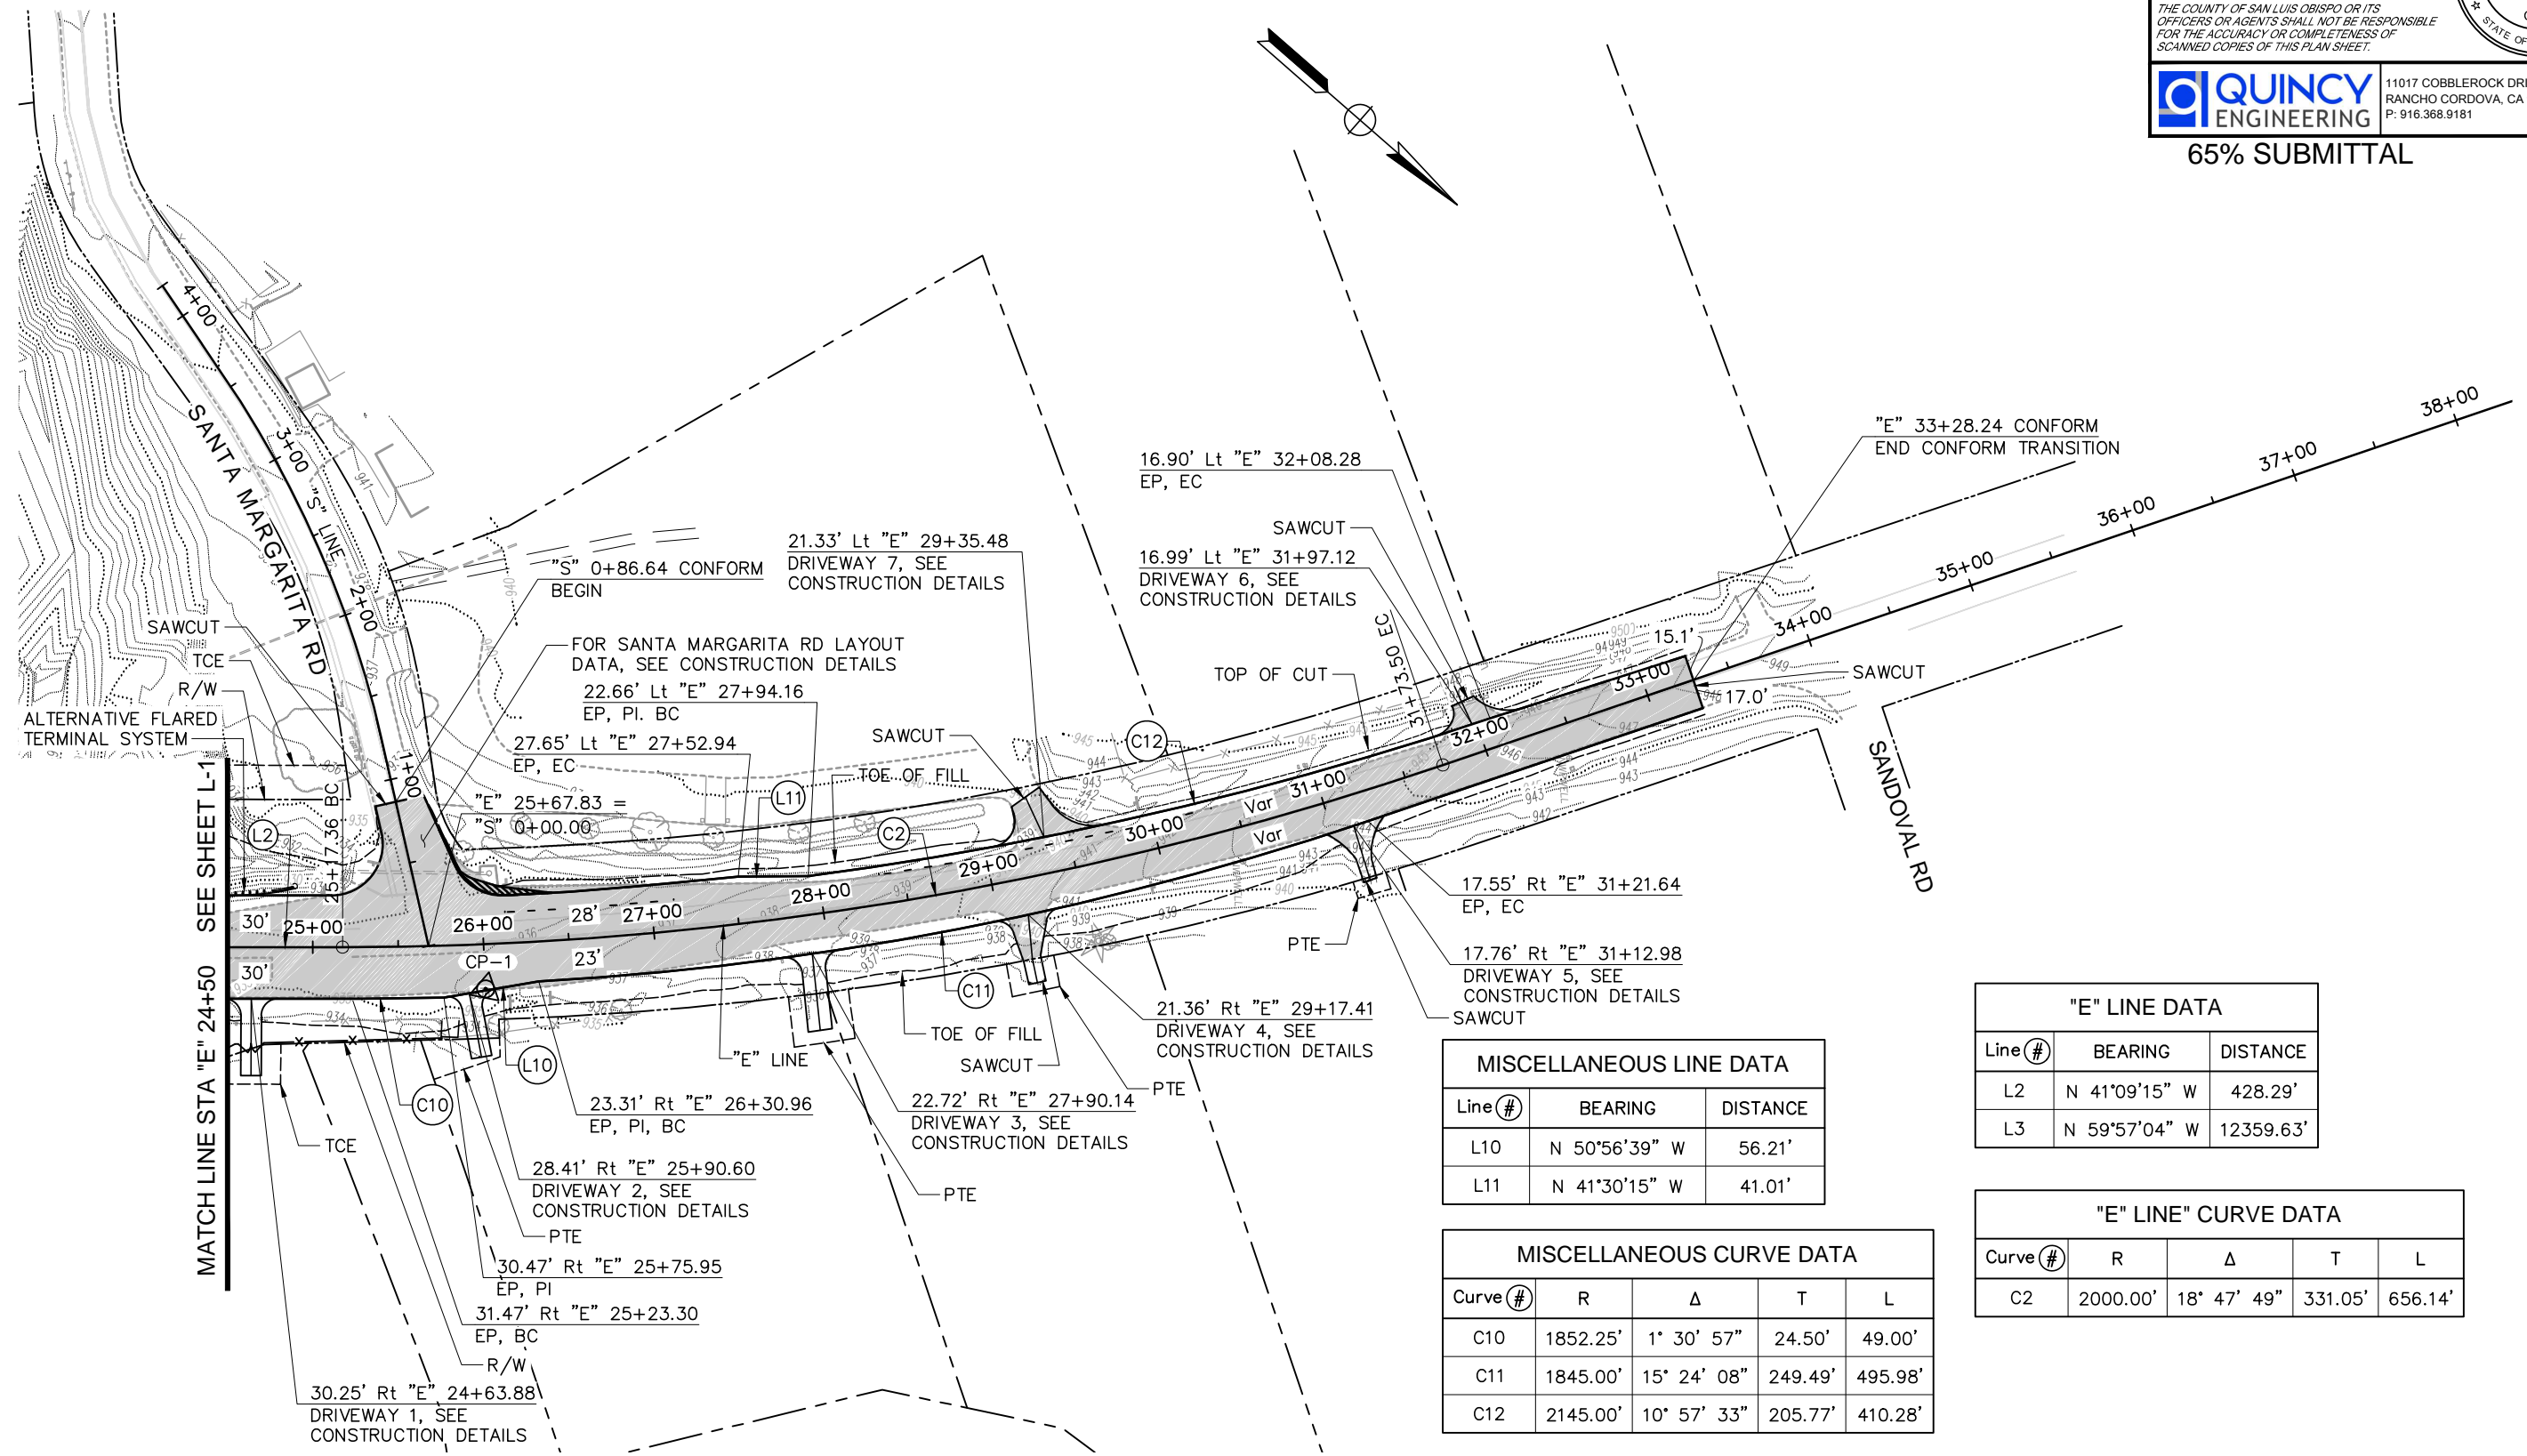 THE COUNTY OF SAN LUIS OBISPO OR ITS
OFFICERS OR AGENTS SHALL NOT BE RESPONSIBLE
FOR THE ACCURACY OR COMPLETENESS OF
SCANNED COPIES OF THIS PLAN SHEET.
STATE OF
QUINCY
ENGINEERING
11017 COBBLEROCK DRI
RANCHO CORDOVA, CA
P: 916.368.9181
65% SUBMITTAL
4+00
SANTA MARGARITA RD
3+00
"S" LINE
2+00
1+00
941
937
940
38+00
37+00
36+00
35+00
34+00
33+00
32+00
31+00
30+00
29+00
28+00
27+00
26+00
25+00
"E" 33+28.24 CONFORM
END CONFORM TRANSITION
16.90' Lt "E" 32+08.28
EP, EC
SAWCUT
16.99' Lt "E" 31+97.12
DRIVEWAY 6, SEE
CONSTRUCTION DETAILS
31+73.50 EC
21.33' Lt "E" 29+35.48
DRIVEWAY 7, SEE
CONSTRUCTION DETAILS
"S" 0+86.64 CONFORM
BEGIN
FOR SANTA MARGARITA RD LAYOUT
DATA, SEE CONSTRUCTION DETAILS
22.66' Lt "E" 27+94.16
EP, PI. BC
27.65' Lt "E" 27+52.94
EP, EC
"E" 25+67.83 =
"S" 0+00.00
SAWCUT
TCE
R/W
ALTERNATIVE FLARED
TERMINAL SYSTEM
L2
25+17.36 BC
MATCH LINE STA "E" 24+50 SEE SHEET L-1
SAWCUT
TOE OF FILL
L11
C2
C12
TOP OF CUT
Var
Var
15.1'
17.0'
SAWCUT
SANDOVAL RD
30'
30'
28'
23'
CP-1
17.55' Rt "E" 31+21.64
EP, EC
PTE
17.76' Rt "E" 31+12.98
DRIVEWAY 5, SEE
CONSTRUCTION DETAILS
SAWCUT
21.36' Rt "E" 29+17.41
DRIVEWAY 4, SEE
CONSTRUCTION DETAILS
C11
TOE OF FILL
SAWCUT
PTE
L10
"E" LINE
C10
TCE
23.31' Rt "E" 26+30.96
EP, PI, BC
22.72' Rt "E" 27+90.14
DRIVEWAY 3, SEE
CONSTRUCTION DETAILS
PTE
28.41' Rt "E" 25+90.60
DRIVEWAY 2, SEE
CONSTRUCTION DETAILS
PTE
30.47' Rt "E" 25+75.95
EP, PI
31.47' Rt "E" 25+23.30
EP, BC
R/W
30.25' Rt "E" 24+63.88
DRIVEWAY 1, SEE
CONSTRUCTION DETAILS
MISCELLANEOUS LINE DATA
Line # BEARING DISTANCE
L10 N 50°56'39" W 56.21'
L11 N 41°30'15" W 41.01'
MISCELLANEOUS CURVE DATA
Curve # R Δ T L
C10 1852.25' 1° 30' 57" 24.50' 49.00'
C11 1845.00' 15° 24' 08" 249.49' 495.98'
C12 2145.00' 10° 57' 33" 205.77' 410.28'
"E" LINE DATA
Line # BEARING DISTANCE
L2 N 41°09'15" W 428.29'
L3 N 59°57'04" W 12359.63'
"E" LINE" CURVE DATA
Curve # R Δ T L
C2 2000.00' 18° 47' 49" 331.05' 656.14'